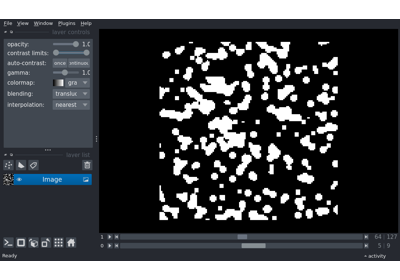 File View Window Plugins Help
layer controls
opacity: 1.0
contrast limits:
auto-contrast: once
gamma: 1.0
colormap: gra
blending: translu
interpolation: nearest
layer list
Image
1 64 127
0 5 9
Ready activity